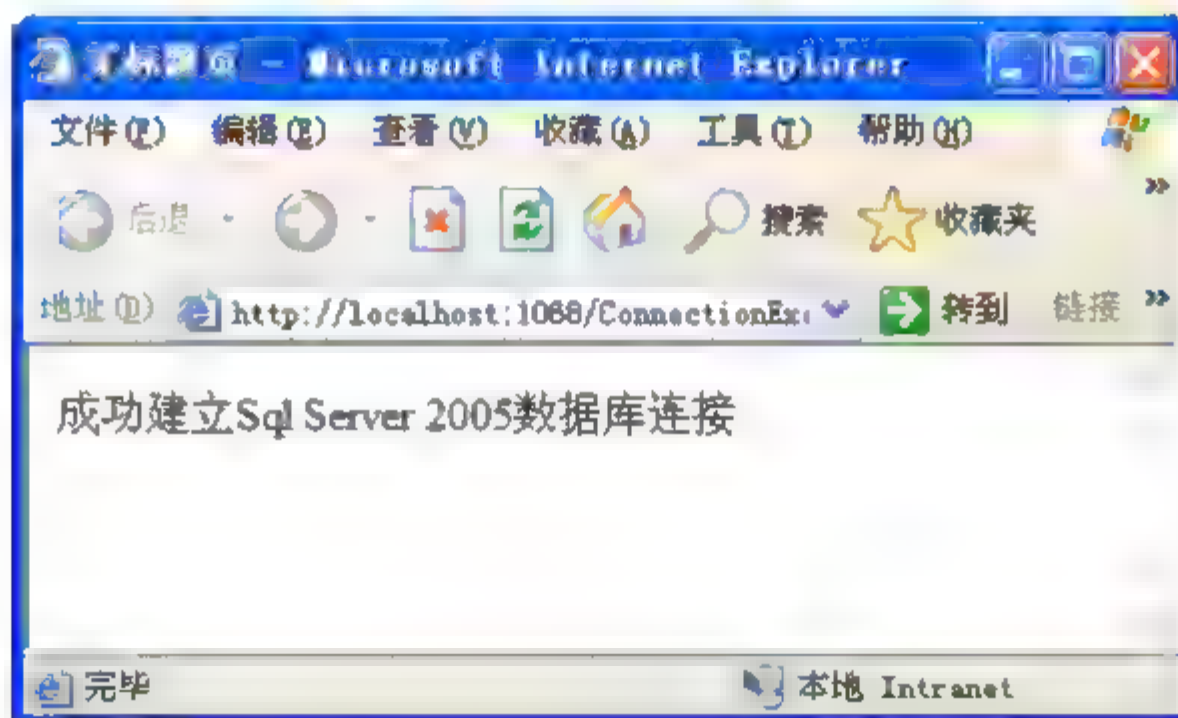 无标题页 - Microsoft Internet Explorer
文件(F) 编辑(E) 查看(V) 收藏(A) 工具(T) 帮助(H)
后退 搜索 收藏夹
地址(D) http://localhost:1088/ConnectionExa 转到 链接
成功建立Sql Server 2005数据库连接
完毕 本地 Intranet